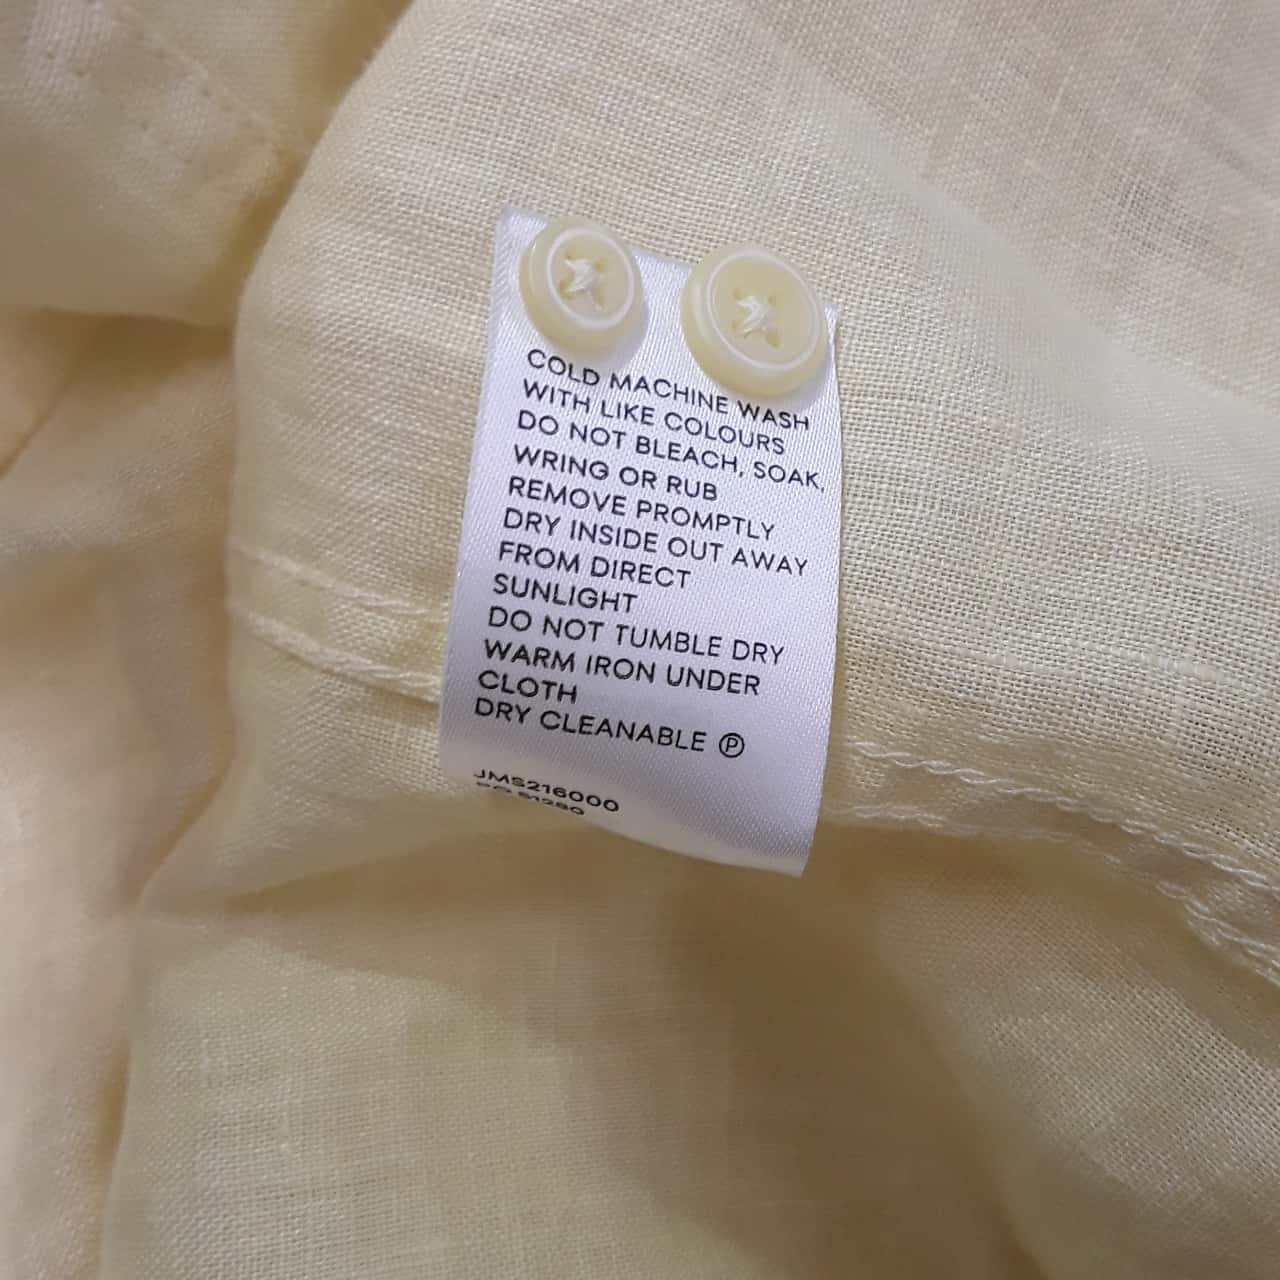 COLD MACHINE WASH
WITH LIKE COLOURS
DO NOT BLEACH, SOAK,
WRING OR RUB
REMOVE PROMPTLY
DRY INSIDE OUT AWAY
FROM DIRECT
SUNLIGHT
DO NOT TUMBLE DRY
WARM IRON UNDER
CLOTH
DRY CLEANABLE Ⓟ
JMS216000